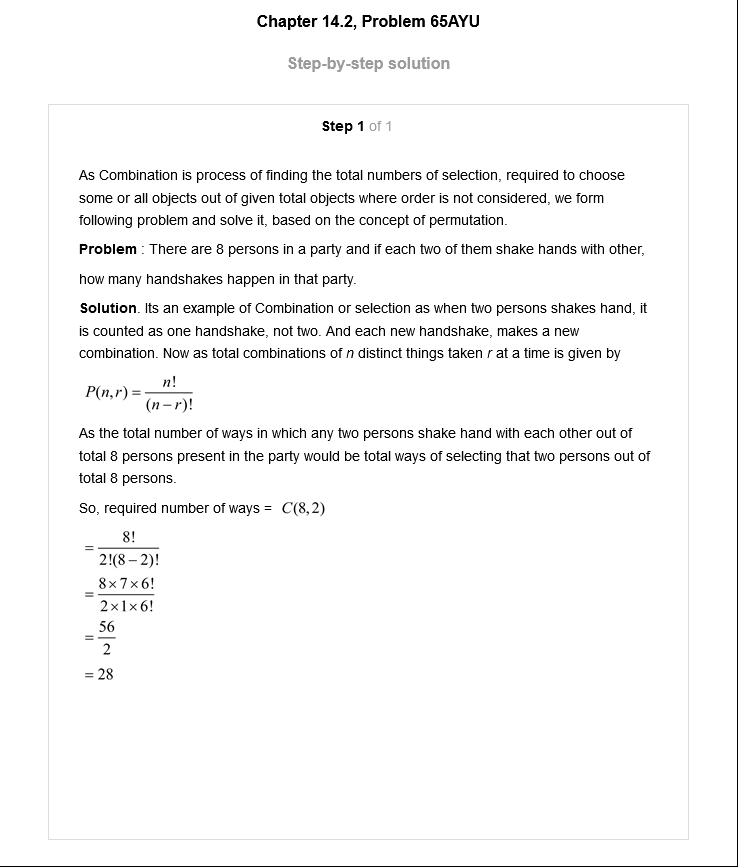 Chapter 14.2, Problem 65AYU
Step-by-step solution
Step 1 of 1
As Combination is process of finding the total numbers of selection, required to choose
some or all objects out of given total objects where order is not considered, we form
following problem and solve it, based on the concept of permutation.
Problem : There are 8 persons in a party and if each two of them shake hands with other,
how many handshakes happen in that party.
Solution. Its an example of Combination or selection as when two persons shakes hand, it
is counted as one handshake, not two. And each new handshake, makes a new
combination. Now as total combinations of n distinct things taken r at a time is given by
P(n,r) = n! / (n−r)!
As the total number of ways in which any two persons shake hand with each other out of
total 8 persons present in the party would be total ways of selecting that two persons out of
total 8 persons.
So, required number of ways = C(8,2)
= 8! / 2!(8−2)!
= 8×7×6! / 2×1×6!
= 56 / 2
= 28